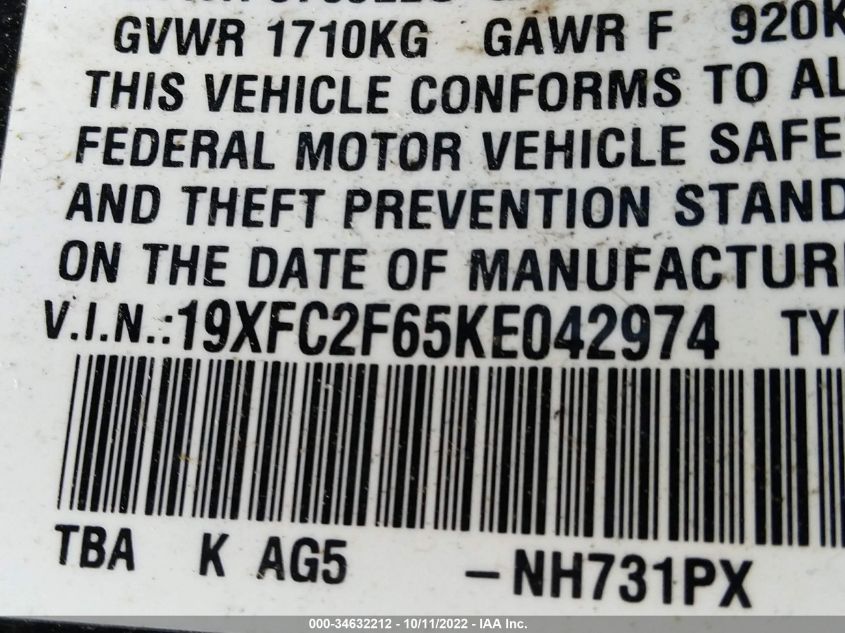 GVWR 1710KG GAWR F 920K
THIS VEHICLE CONFORMS TO AL
FEDERAL MOTOR VEHICLE SAFE
AND THEFT PREVENTION STAND
ON THE DATE OF MANUFACTUR
V.I.N.:19XFC2F65KE042974 TY
TBA K AG5 -NH731PX
000-34632212 - 10/11/2022 - IAA Inc.